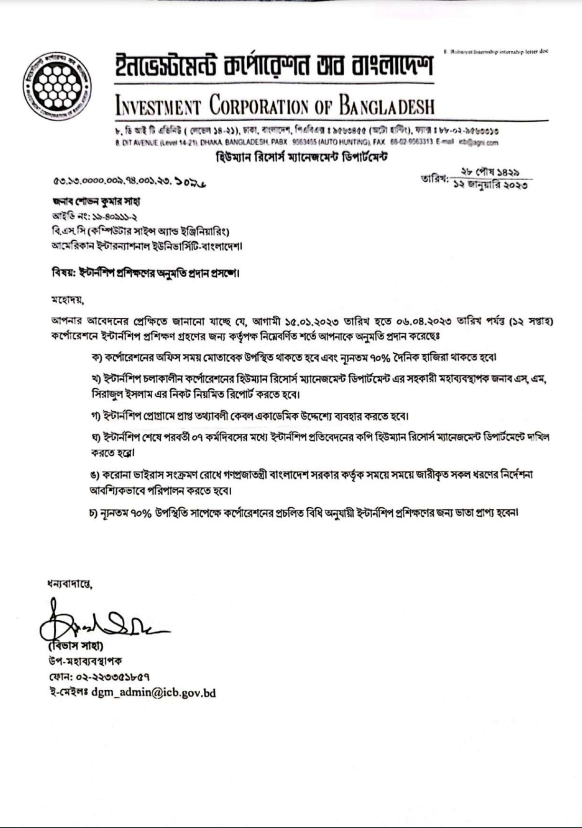 E. Rubaiyat Internship internship letter doc
ইনভেস্টমেন্ট কর্পোরেশন অব বাংলাদেশ
INVESTMENT CORPORATION OF BANGLADESH
৮, ডি আই টি এভিনিউ ( লেভেল ১৪-২১), ঢাকা, বাংলাদেশ, পিএবিএক্স : ৯৫৬৩৪৫৫ (অটো হান্টিং), ফ্যাক্স : ৮৮-০২-৯৫৬৩৩১৩
8, DIT AVENUE (Level 14-21), DHAKA, BANGLADESH, PABX : 9563455 (AUTO HUNTING), FAX : 88-02-9563313 E-mail : icb@agni.com
হিউম্যান রিসোর্স ম্যানেজমেন্ট ডিপার্টমেন্ট
২৮ পৌষ ১৪২৯
৫৩.১৩.০০০০.০০২.৭৪.০০১.২৩.
তারিখ: ১২ জানুয়ারি ২০২৩
জনাব শোভন কুমার সাহা
আইডি নং: ১৯-৪০৯১১-২
বি.এস.সি (কম্পিউটার সাইন্স অ্যান্ড ইঞ্জিনিয়ারিং)
আমেরিকান ইন্টারন্যাশনাল ইউনিভার্সিটি-বাংলাদেশ।
বিষয়: ইন্টার্নশিপ প্রশিক্ষণের অনুমতি প্রদান প্রসঙ্গে।
মহোদয়,
আপনার আবেদনের প্রেক্ষিতে জানানো যাচ্ছে যে, আগামী ১৫.০১.২০২৩ তারিখ হতে ০৬.০৪.২০২৩ তারিখ পর্যন্ত (১২ সপ্তাহ)
কর্পোরেশনে ইন্টার্নশিপ প্রশিক্ষণ গ্রহণের জন্য কর্তৃপক্ষ নিম্নেবর্ণিত শর্তে আপনাকে অনুমতি প্রদান করেছেঃ
ক) কর্পোরেশনের অফিস সময় মোতাবেক উপস্থিত থাকতে হবে এবং ন্যূনতম ৭০% দৈনিক হাজিরা থাকতে হবে।
খ) ইন্টার্নশিপ চলাকালীন কর্পোরেশনের হিউম্যান রিসোর্স ম্যানেজমেন্ট ডিপার্টমেন্ট এর সহকারী মহাব্যবস্থাপক জনাব এস, এম,
সিরাজুল ইসলাম এর নিকট নিয়মিত রিপোর্ট করতে হবে।
গ) ইন্টার্নশিপ প্রোগ্রামে প্রাপ্ত তথ্যাবলী কেবল একাডেমিক উদ্দেশ্যে ব্যবহার করতে হবে।
ঘ) ইন্টার্নশিপ শেষে পরবর্তী ০৭ কর্মদিবসের মধ্যে ইন্টার্নশিপ প্রতিবেদনের কপি হিউম্যান রিসোর্স ম্যানেজমেন্ট ডিপার্টমেন্টে দাখিল
করতে হবে।
ঙ) করোনা ভাইরাস সংক্রমণ রোধে গণপ্রজাতন্ত্রী বাংলাদেশ সরকার কর্তৃক সময়ে সময়ে জারীকৃত সকল ধরণের নির্দেশনা
আবশ্যিকভাবে পরিপালন করতে হবে।
চ) ন্যূনতম ৭০% উপস্থিতি সাপেক্ষে কর্পোরেশনের প্রচলিত বিধি অনুযায়ী ইন্টার্নশিপ প্রশিক্ষণের জন্য ভাতা প্রাপ্য হবেন।
ধন্যবাদান্তে,
(বিভাস সাহা)
উপ-মহাব্যবস্থাপক
ফোন: ০২-২২৩৩৫১৮৫৭
ই-মেইলঃ dgm_admin@icb.gov.bd